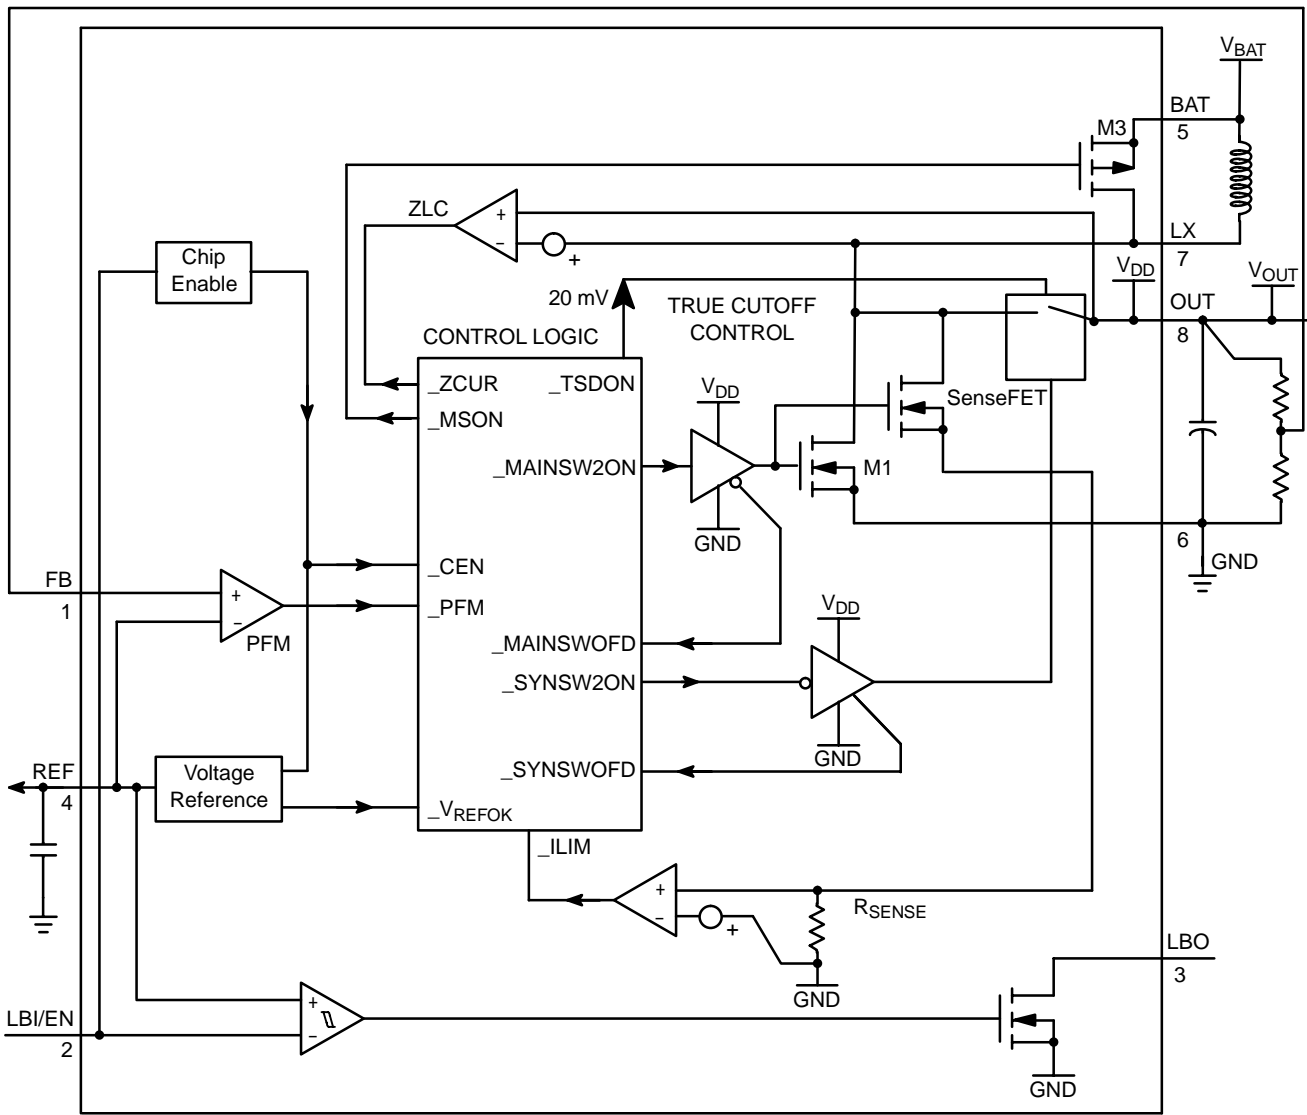 VBAT
BAT
5
M3
ZLC
+
−
+
LX
7
Chip
Enable
VDD
VOUT
20 mV
TRUE CUTOFF
CONTROL
OUT
8
CONTROL LOGIC
_ZCUR
_TSDON
VDD
SenseFET
_MSON
_MAINSW2ON
M1
GND
6
GND
_CEN
FB
1
+
−
PFM
_PFM
VDD
_MAINSWOFD
_SYNSW2ON
GND
_SYNSWOFD
REF
4
Voltage
Reference
_VREFOK
_ILIM
+
−
+
RSENSE
GND
LBO
3
LBI/EN
2
+
−
GND